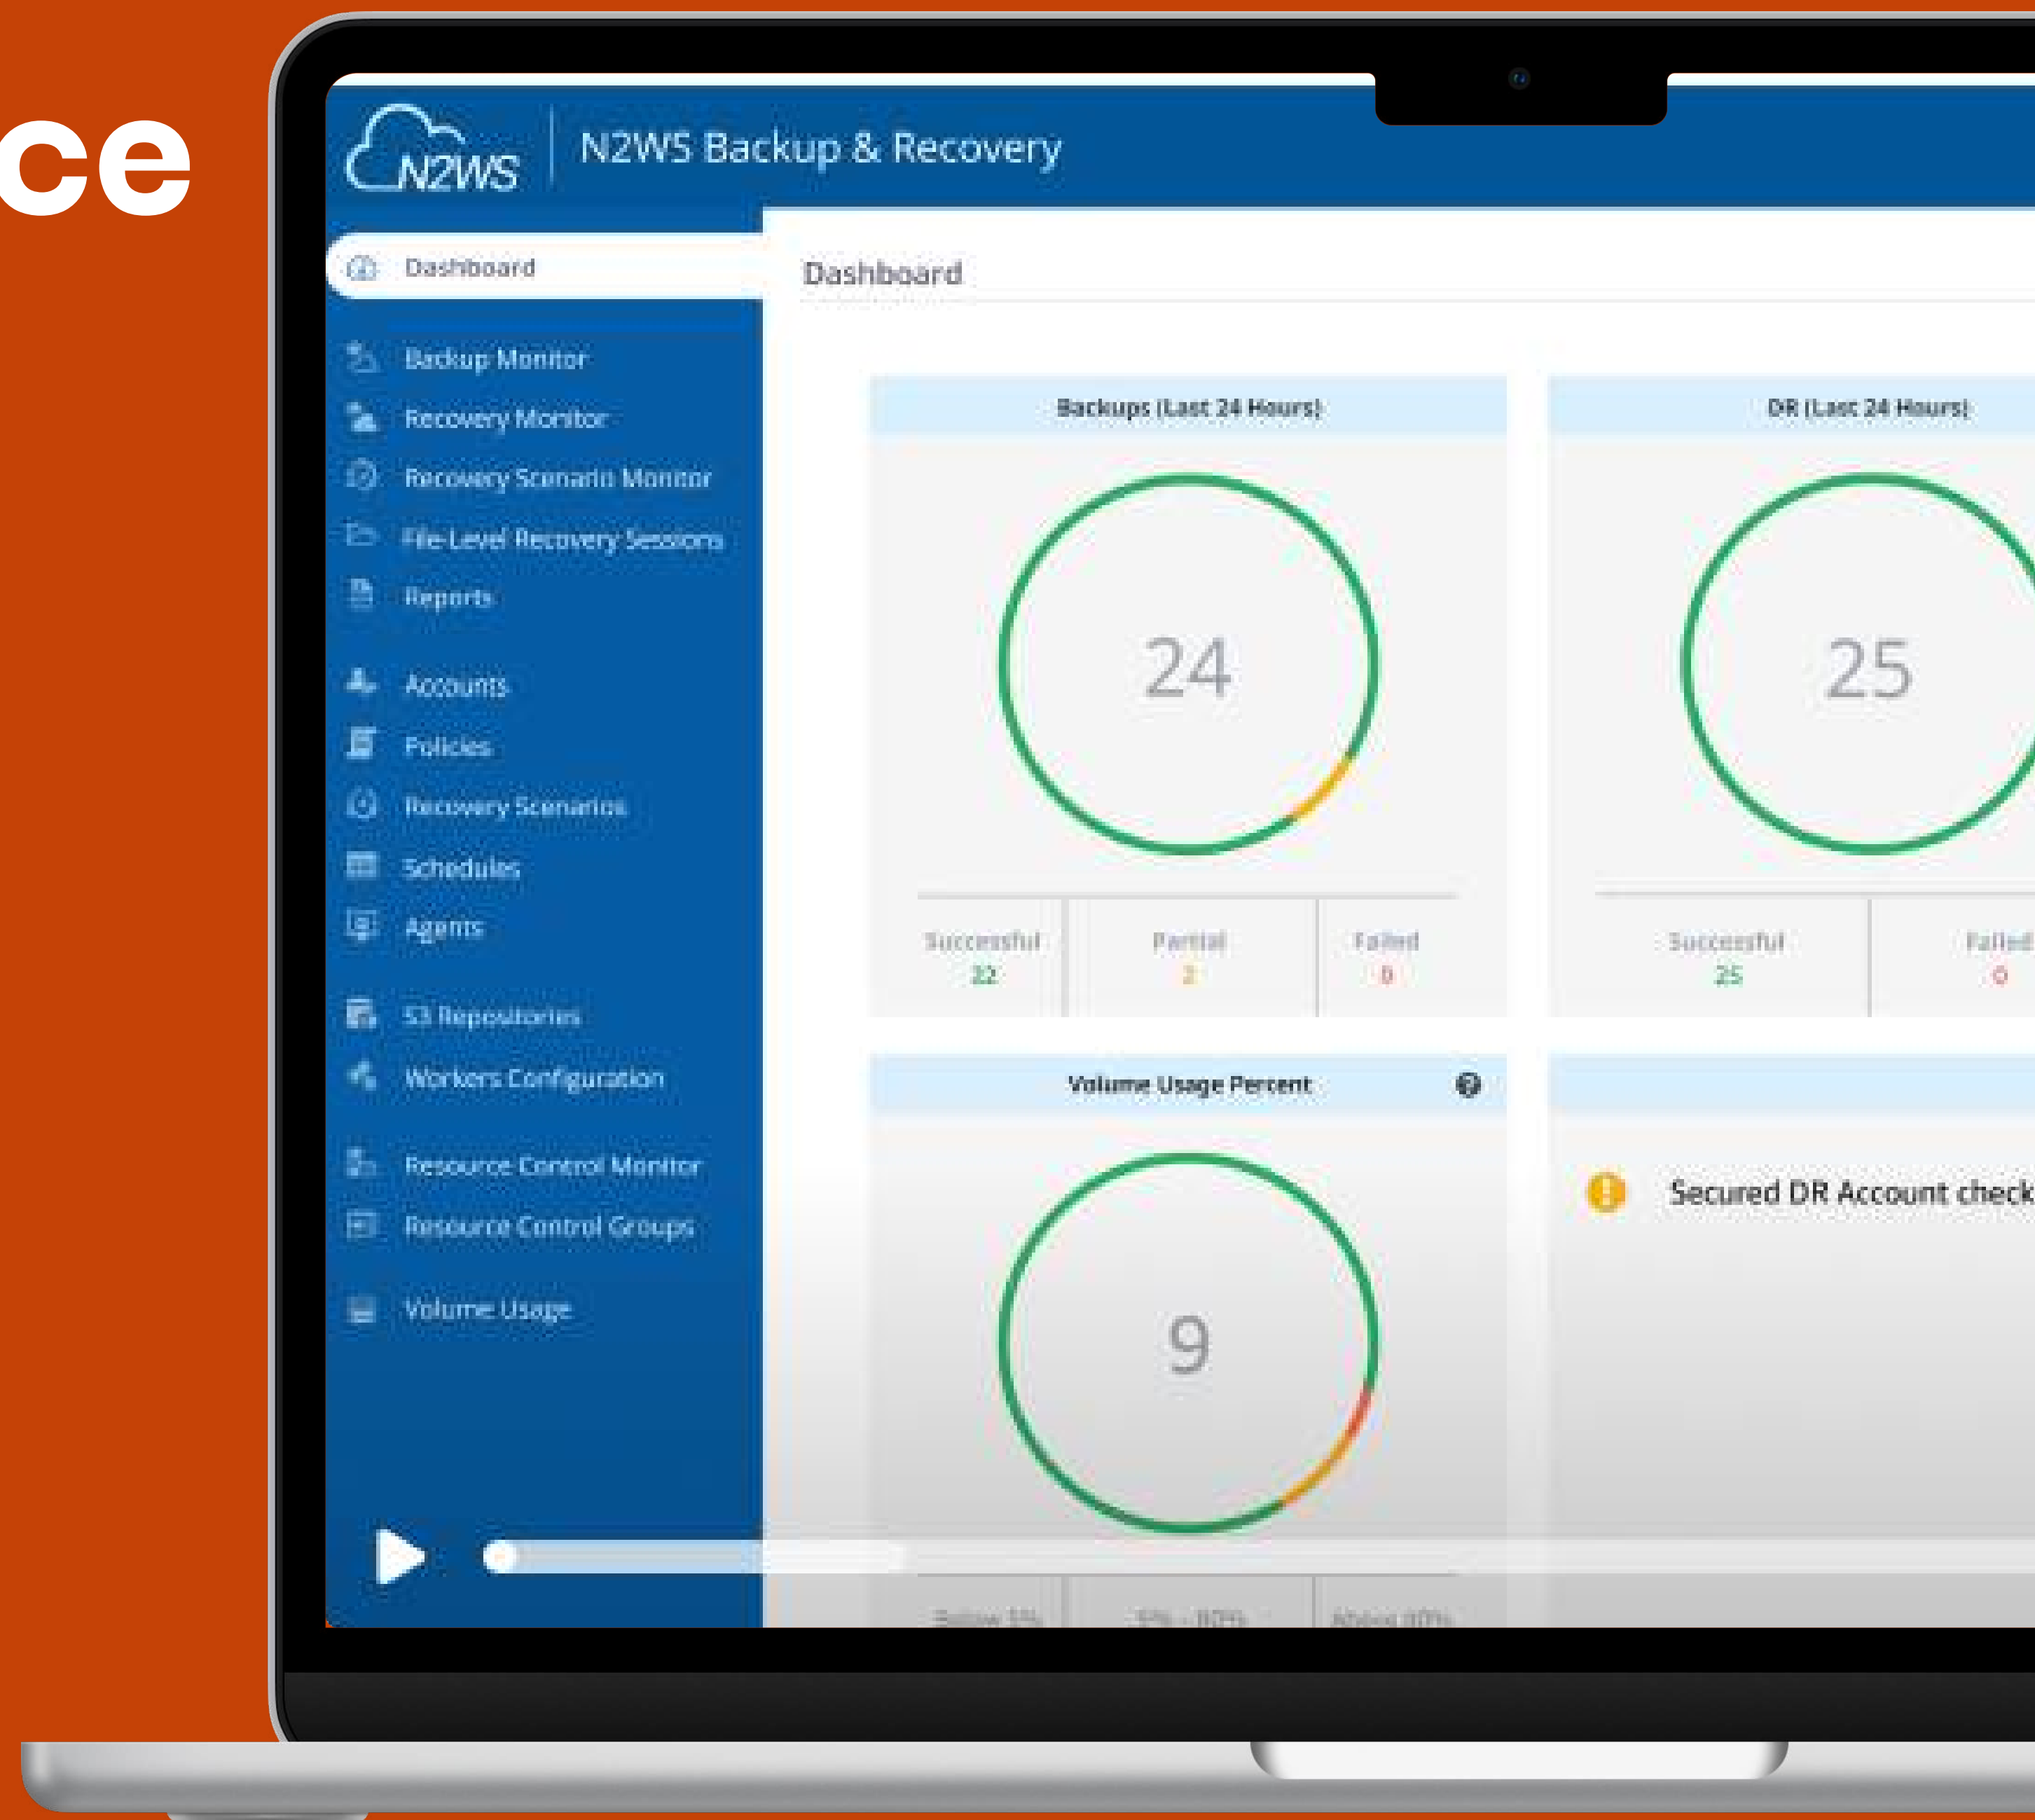 ce
N2WS
N2WS Backup & Recovery
Dashboard
Backup Monitor
Recovery Monitor
Recovery Scenario Monitor
File-Level Recovery Sessions
Reports
Accounts
Policies
Recovery Scenarios
Schedules
Agents
S3 Repositories
Workers Configuration
Resource Control Monitor
Resource Control Groups
Volume Usage
Dashboard
Backups (Last 24 Hours)
24
Successful
22
Partial
2
Failed
0
DR (Last 24 Hours)
25
Successful
25
Failed
0
Volume Usage Percent
9
Secured DR Account check